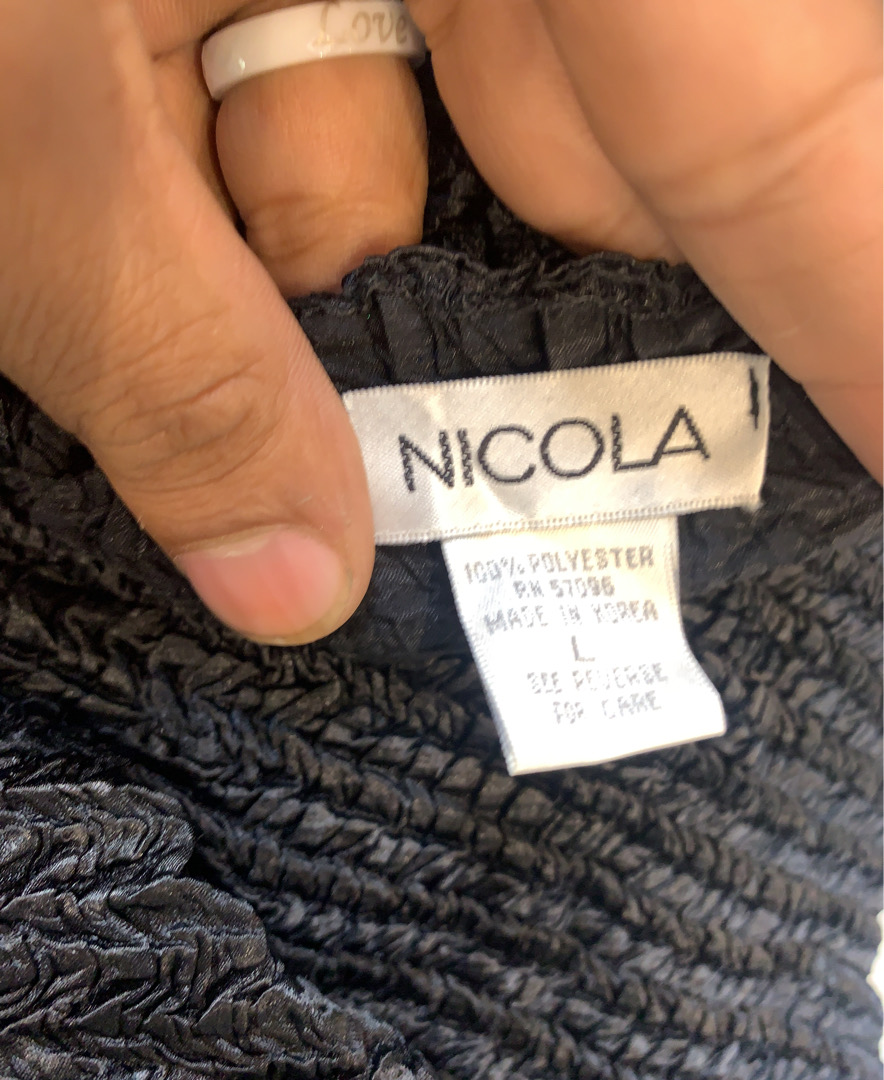 Love
NICOLA
100% POLYESTER
RN 57096
MADE IN KOREA
L
SEE REVERSE
FOR CARE